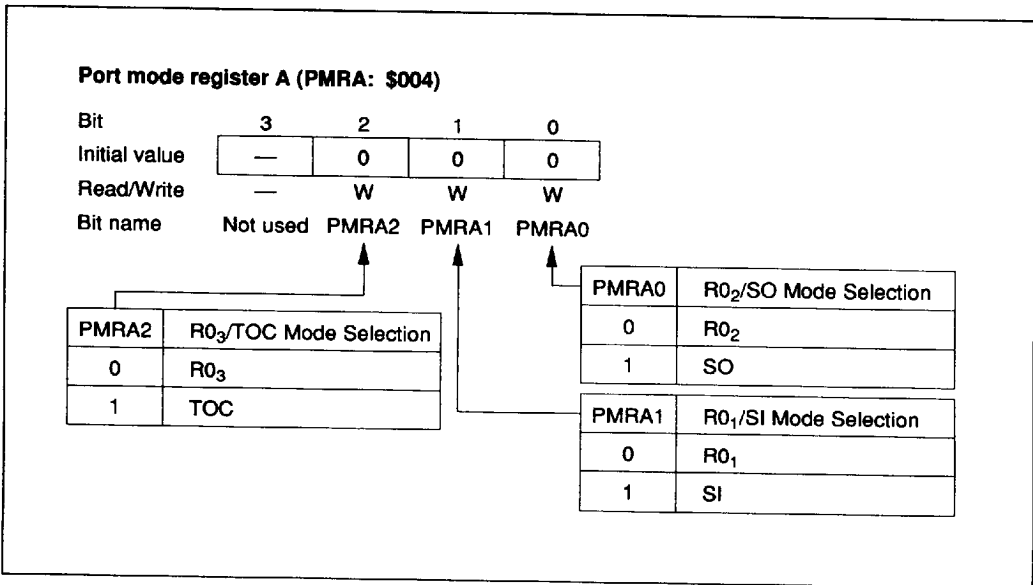 Port mode register A (PMRA: $004)
Bit 3 2 1 0
Initial value — 0 0 0
Read/Write — W W W
Bit name Not used PMRA2 PMRA1 PMRA0
PMRA2 R0₃/TOC Mode Selection
0 R0₃
1 TOC
PMRA0 R0₂/SO Mode Selection
0 R0₂
1 SO
PMRA1 R0₁/SI Mode Selection
0 R0₁
1 SI